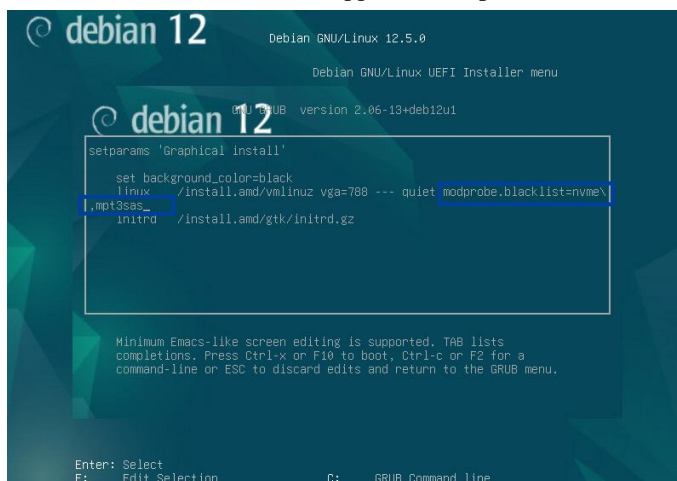 debian 12
Debian GNU/Linux 12.5.0
Debian GNU/Linux UEFI Installer menu
debian 12
GNU GRUB version 2.06-13+deb12u1
setparams 'Graphical install'
set background_color=black
linux /install.amd/vmlinuz vga=788 --- quiet modprobe.blacklist=nvme\
,mpt3sas_
initrd /install.amd/gtk/initrd.gz
Minimum Emacs-like screen editing is supported. TAB lists
completions. Press Ctrl-x or F10 to boot, Ctrl-c or F2 for a
command-line or ESC to discard edits and return to the GRUB menu.
Enter: Select
E: Edit Selection
C: GRUB Command line